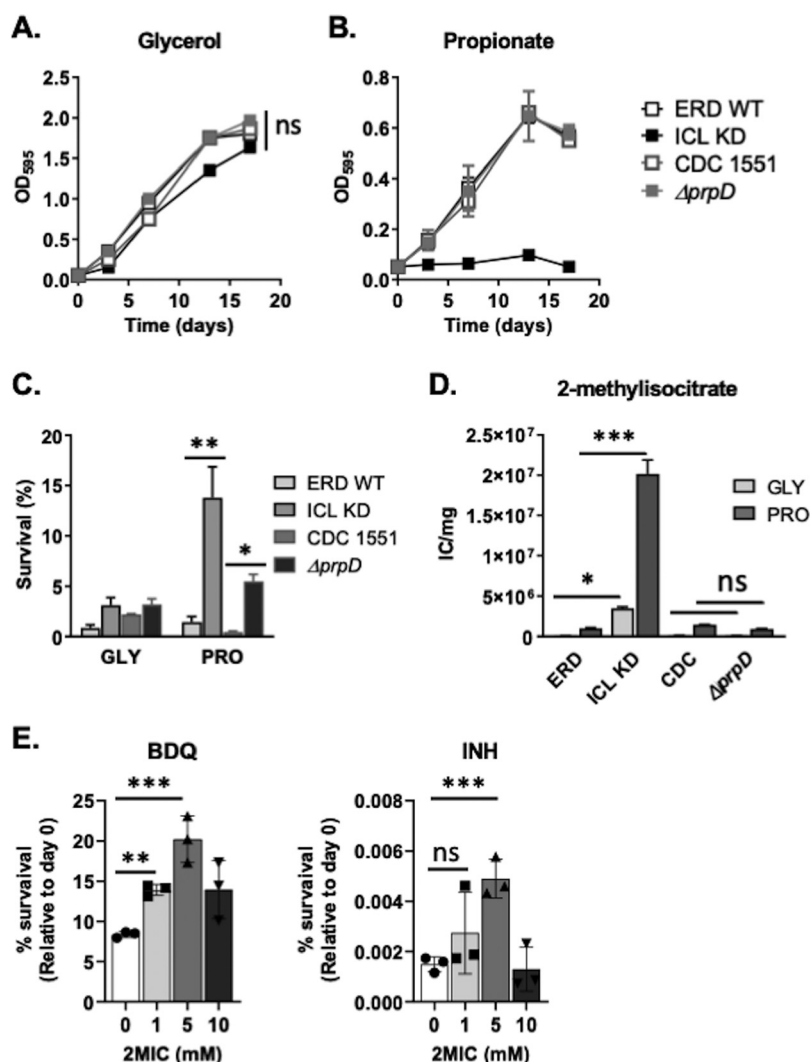 A.
Glycerol
2.5
2.0
1.5
1.0
0.5
0.0
OD595
ns
0 5 10 15 20
Time (days)
B.
Propionate
0.8
0.6
0.4
0.2
0.0
OD595
0 5 10 15 20
Time (days)
ERD WT
ICL KD
CDC 1551
ΔprpD
C.
20
15
10
5
0
Survival (%)
**
*
GLY PRO
ERD WT
ICL KD
CDC 1551
ΔprpD
D.
2-methylisocitrate
2.5×10⁷
2.0×10⁷
1.5×10⁷
1.0×10⁷
5×10⁶
0
IC/mg
***
*
ns
ERD ICL KD CDC ΔprpD
GLY
PRO
E.
BDQ
25
20
15
10
5
0
% survaival
(Relative to day 0)
***
**
0 1 5 10
2MIC (mM)
INH
0.008
0.006
0.004
0.002
0.000
% survaival
(Relative to day 0)
***
ns
0 1 5 10
2MIC (mM)